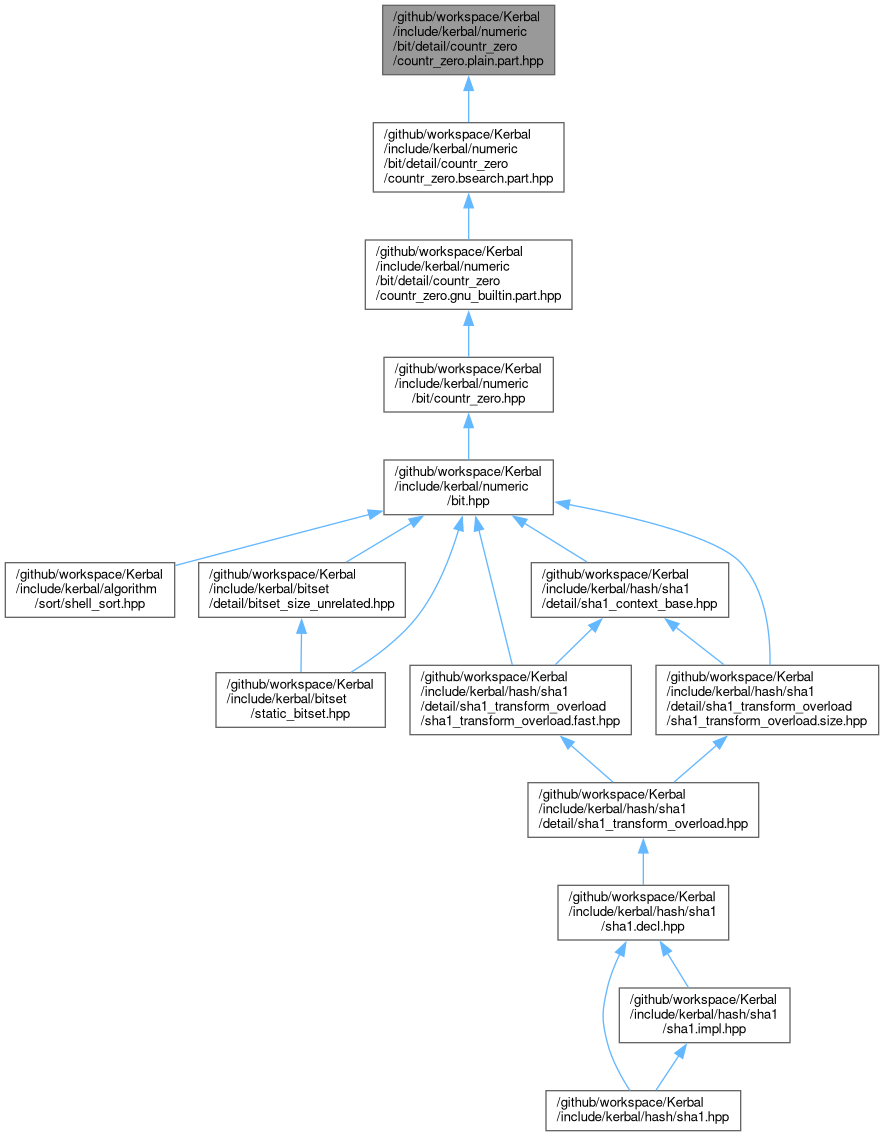 /github/workspace/Kerbal
/include/kerbal/numeric
/bit/detail/countr_zero
/countr_zero.plain.part.hpp
/github/workspace/Kerbal
/include/kerbal/numeric
/bit/detail/countr_zero
/countr_zero.bsearch.part.hpp
/github/workspace/Kerbal
/include/kerbal/numeric
/bit/detail/countr_zero
/countr_zero.gnu_builtin.part.hpp
/github/workspace/Kerbal
/include/kerbal/numeric
/bit/countr_zero.hpp
/github/workspace/Kerbal
/include/kerbal/numeric
/bit.hpp
/github/workspace/Kerbal
/include/kerbal/algorithm
/sort/shell_sort.hpp
/github/workspace/Kerbal
/include/kerbal/bitset
/detail/bitset_size_unrelated.hpp
/github/workspace/Kerbal
/include/kerbal/hash/sha1
/detail/sha1_context_base.hpp
/github/workspace/Kerbal
/include/kerbal/bitset
/static_bitset.hpp
/github/workspace/Kerbal
/include/kerbal/hash/sha1
/detail/sha1_transform_overload
/sha1_transform_overload.fast.hpp
/github/workspace/Kerbal
/include/kerbal/hash/sha1
/detail/sha1_transform_overload
/sha1_transform_overload.size.hpp
/github/workspace/Kerbal
/include/kerbal/hash/sha1
/detail/sha1_transform_overload.hpp
/github/workspace/Kerbal
/include/kerbal/hash/sha1
/sha1.decl.hpp
/github/workspace/Kerbal
/include/kerbal/hash/sha1
/sha1.impl.hpp
/github/workspace/Kerbal
/include/kerbal/hash/sha1.hpp